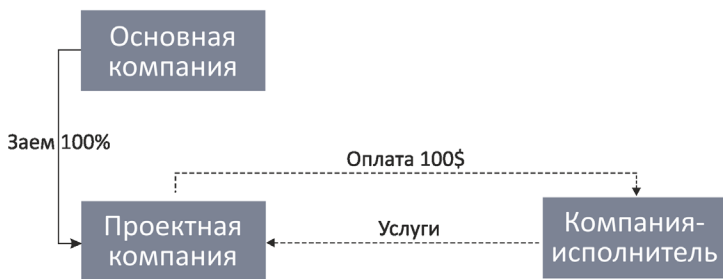 Основная
компания
Заем 100%
Оплата 100$
Проектная
компания
Услуги
Компания-
исполнитель